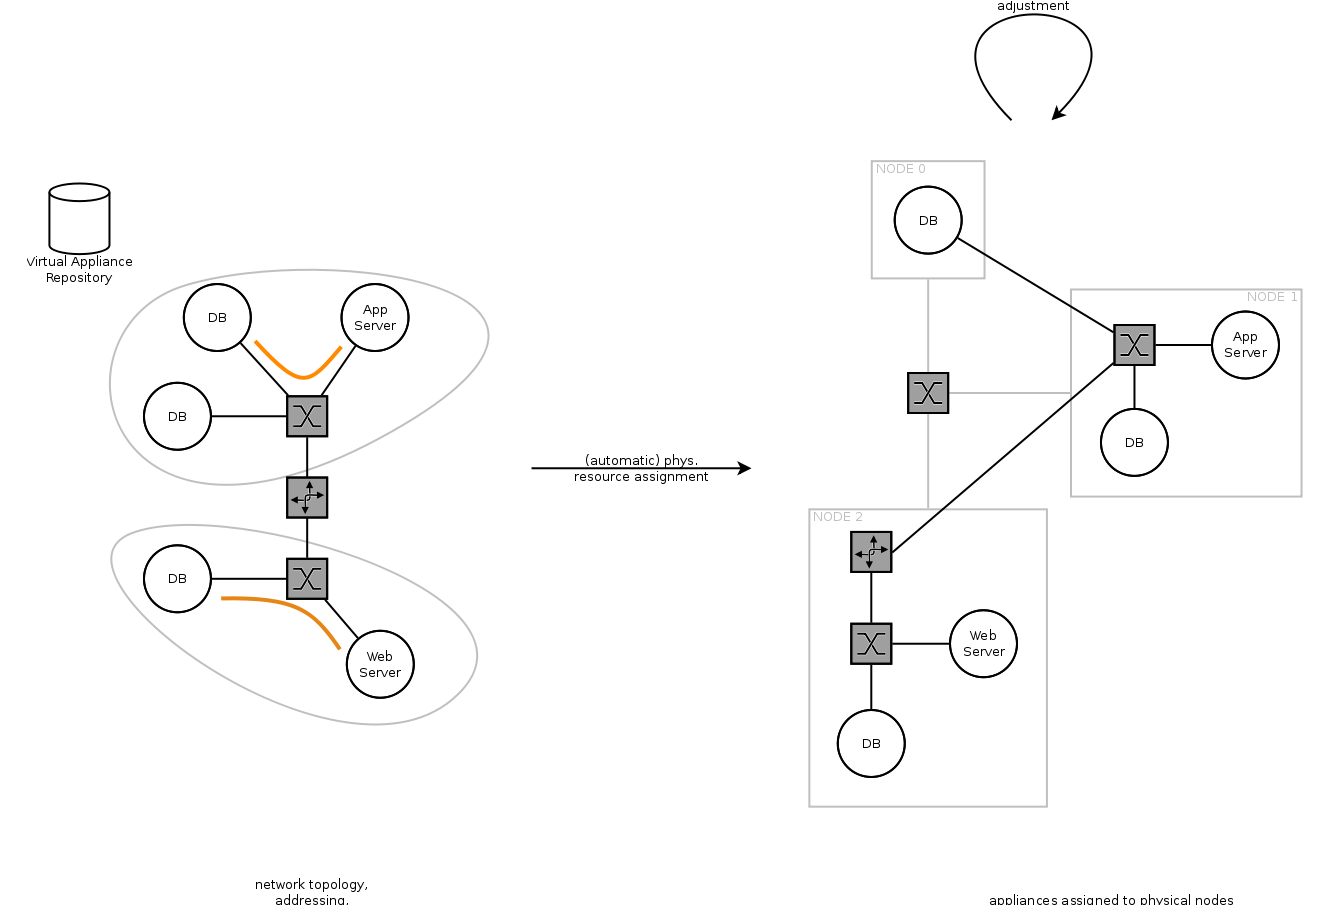 adjustment
NODE 0
DB
Virtual Appliance
Repository
NODE 1
DB
App
Server
App
Server
DB
DB
(automatic) phys.
resource assignment
NODE 2
DB
Web
Server
Web
Server
DB
network topology,
addressing,
appliances assigned to physical nodes